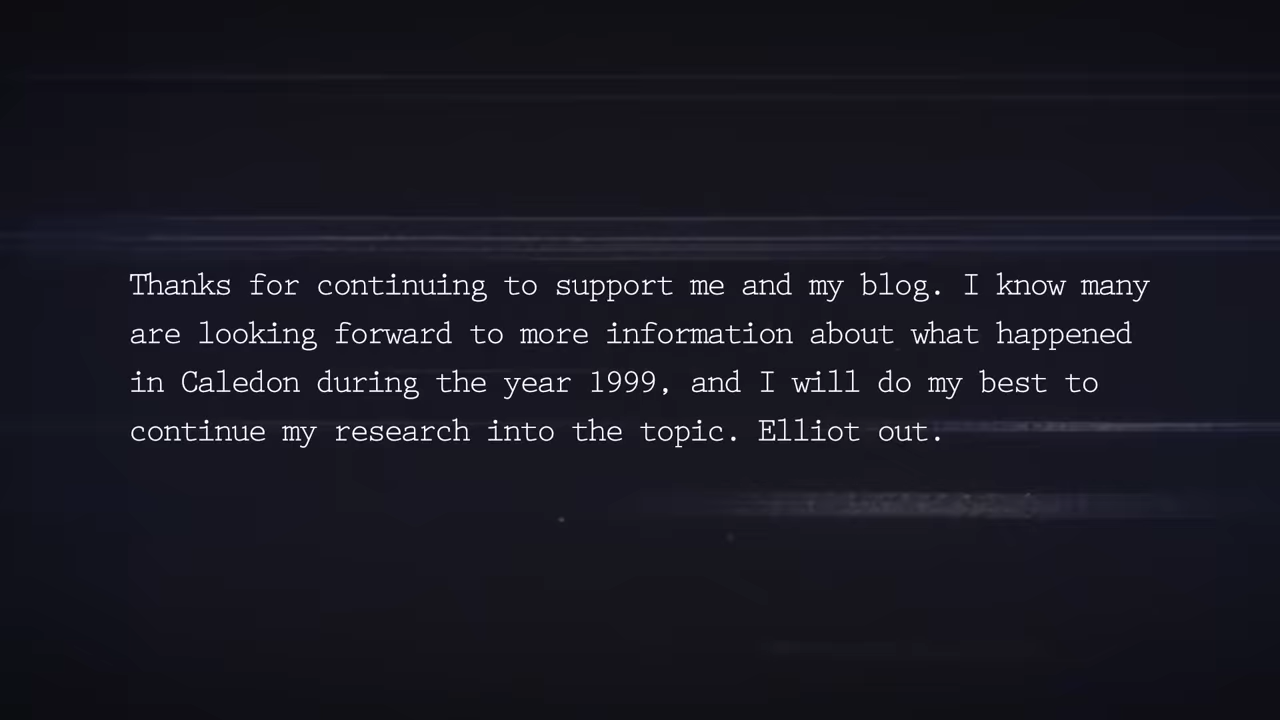 Thanks for continuing to support me and my blog. I know many
are looking forward to more information about what happened
in Caledon during the year 1999, and I will do my best to
continue my research into the topic. Elliot out.